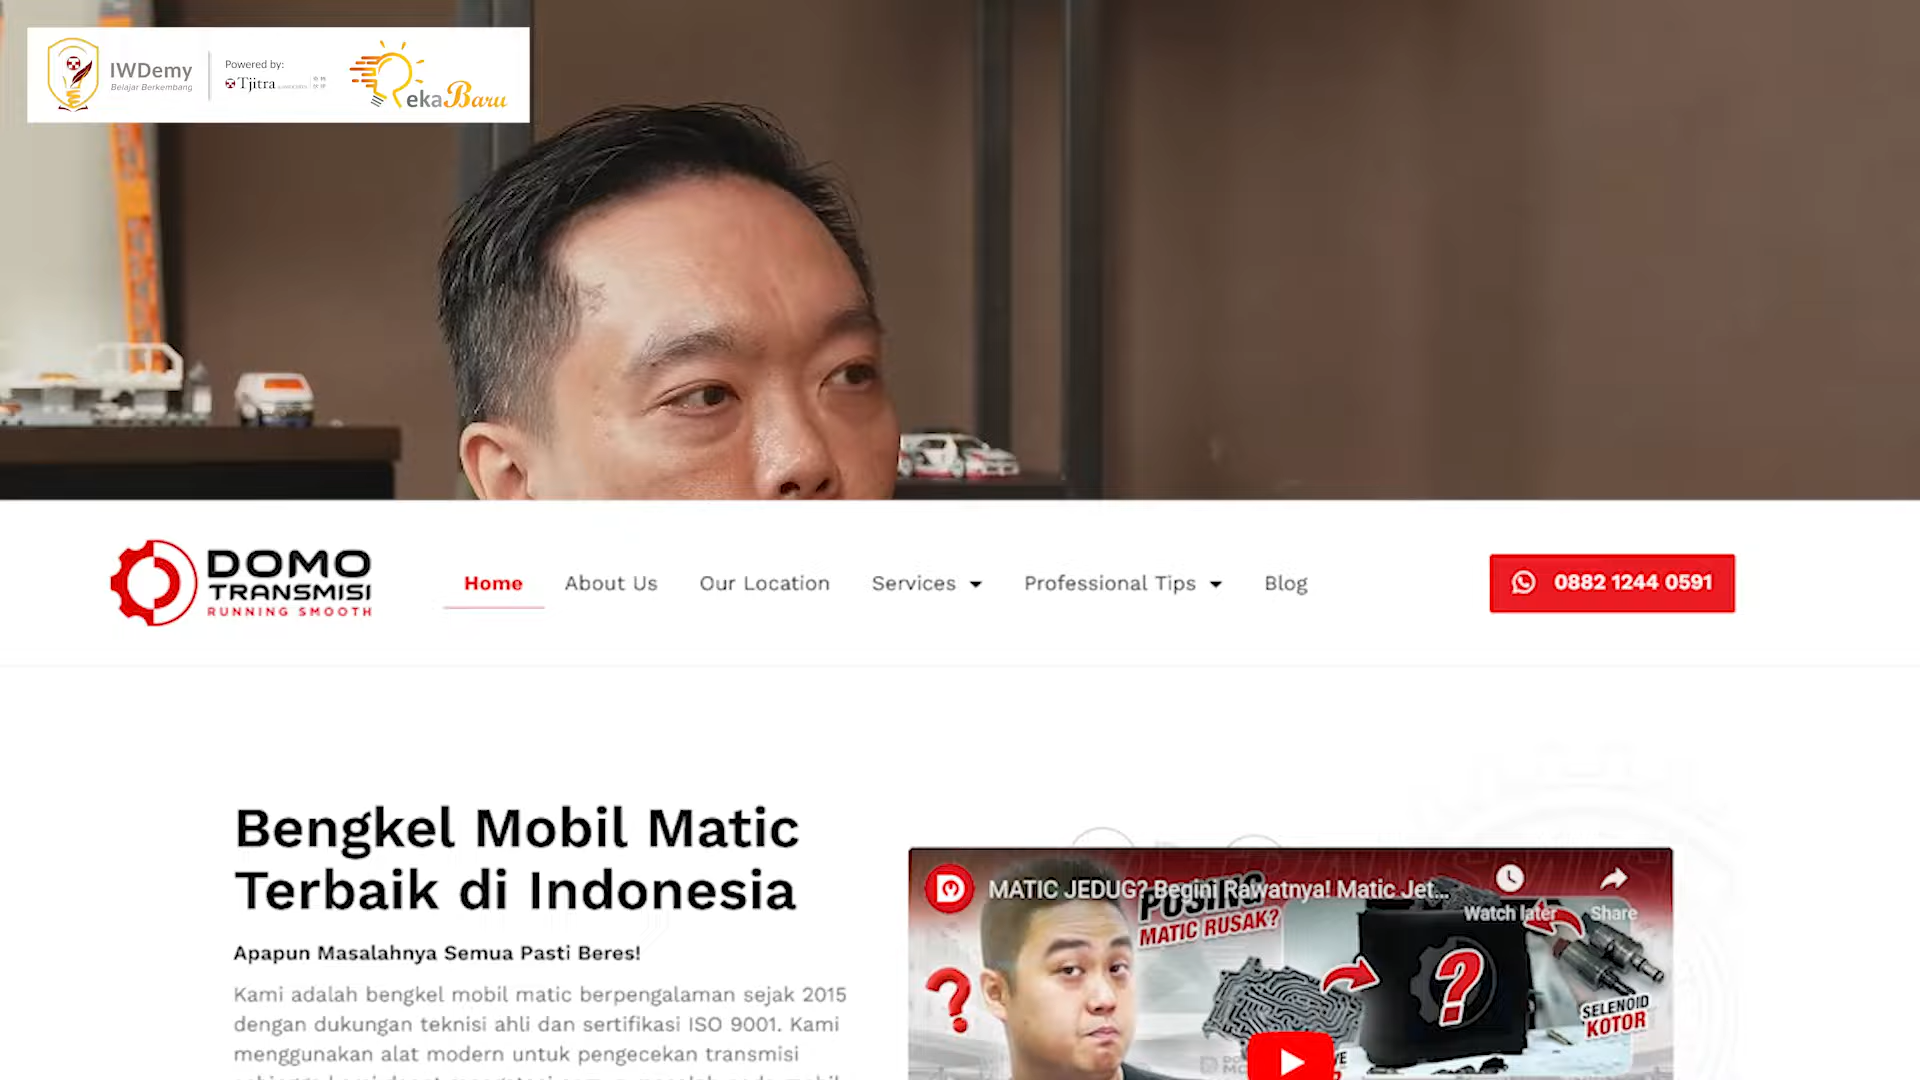 IWDemy
Belajar Berkembang
Powered by:
Tjitra
ekaBaru
DOMO
TRANSMISI
RUNNING SMOOTH
Home
About Us
Our Location
Services
Professional Tips
Blog
0882 1244 0591
Bengkel Mobil Matic
Terbaik di Indonesia
Apapun Masalahnya Semua Pasti Beres!
Kami adalah bengkel mobil matic berpengalaman sejak 2015
dengan dukungan teknisi ahli dan sertifikasi ISO 9001. Kami
menggunakan alat modern untuk pengecekan transmisi
MATIC JEDUG? Begini Rawatnya! Matic Jet...
Watch later
Share
PUSING
MATIC RUSAK?
?
?
SELENOID
KOTOR